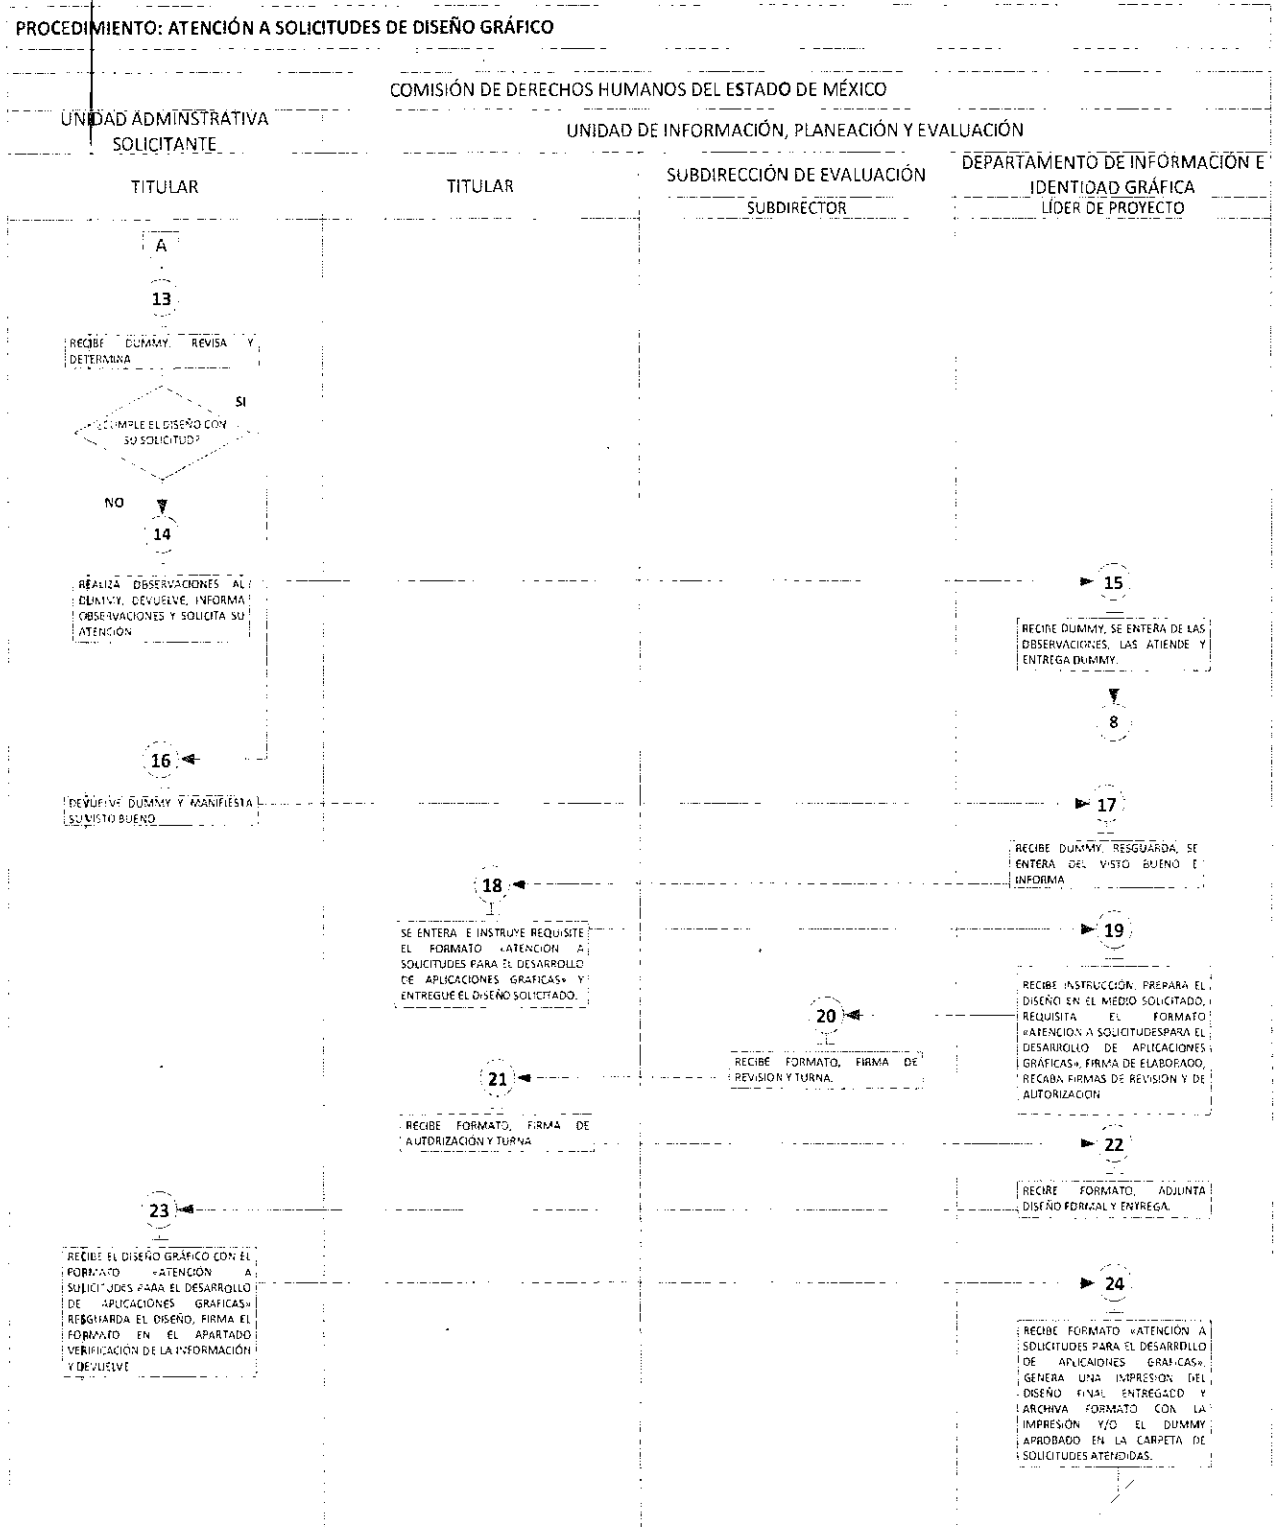 PROCEDIMIENTO: ATENCIÓN A SOLICITUDES DE DISEÑO GRÁFICO
COMISIÓN DE DERECHOS HUMANOS DEL ESTADO DE MÉXICO
UNIDAD ADMINSTRATIVA
SOLICITANTE
UNIDAD DE INFORMACIÓN, PLANEACIÓN Y EVALUACIÓN
TITULAR
TITULAR
SUBDIRECCIÓN DE EVALUACIÓN
SUBDIRECTOR
DEPARTAMENTO DE INFORMACIÓN E
IDENTIDAD GRÁFICA
LÍDER DE PROYECTO
A
13
RECIBE DUMMY, REVISA Y
DETERMINA
SI
¿CUMPLE EL DISEÑO CON
SU SOLICITUD?
NO
14
REALIZA OBSERVACIONES AL
DUMMY, DEVUELVE, INFORMA
OBSERVACIONES Y SOLICITA SU
ATENCIÓN
15
RECIBE DUMMY, SE ENTERA DE LAS
OBSERVACIONES, LAS ATIENDE Y
ENTREGA DUMMY.
8
16
DEVUELVE DUMMY Y MANIFIESTA
SU VISTO BUENO
17
RECIBE DUMMY, RESGUARDA, SE
ENTERA DEL VISTO BUENO E
INFORMA
18
SE ENTERA E INSTRUYE REQUISITE
EL FORMATO «ATENCIÓN A
SOLICITUDES PARA EL DESARROLLO
DE APLICACIONES GRAFICAS» Y
ENTREGUE EL DISEÑO SOLICITADO.
19
RECIBE INSTRUCCIÓN, PREPARA EL
DISEÑO EN EL MEDIO SOLICITADO,
REQUISITA EL FORMATO
«ATENCION A SOLICITUDESPARA EL
DESARROLLO DE APLICACIONES
GRÁFICAS», FIRMA DE ELABORADO,
RECABA FIRMAS DE REVISION Y DE
AUTORIZACION
20
RECIBE FORMATO, FIRMA DE
REVISION Y TURNA.
21
RECIBE FORMATO, FIRMA DE
AUTORIZACIÓN Y TURNA
22
RECIBE FORMATO, ADJUNTA
DISEÑO FORMAL Y ENTREGA.
23
RECIBE EL DISEÑO GRÁFICO CON EL
FORMATO «ATENCIÓN A
SOLICITUDES PARA EL DESARROLLO
DE APLICACIONES GRAFICAS»
RESGUARDA EL DISEÑO, FIRMA EL
FORMATO EN EL APARTADO
VERIFICACIÓN DE LA INFORMACIÓN
Y DEVUELVE
24
RECIBE FORMATO «ATENCIÓN A
SOLICITUDES PARA EL DESARROLLO
DE APLICAIONES GRAFICAS»,
GENERA UNA IMPRESION DEL
DISEÑO FINAL ENTREGADO Y
ARCHIVA FORMATO CON LA
IMPRESIÓN Y/O EL DUMMY
APROBADO EN LA CARPETA DE
SOLICITUDES ATENDIDAS.